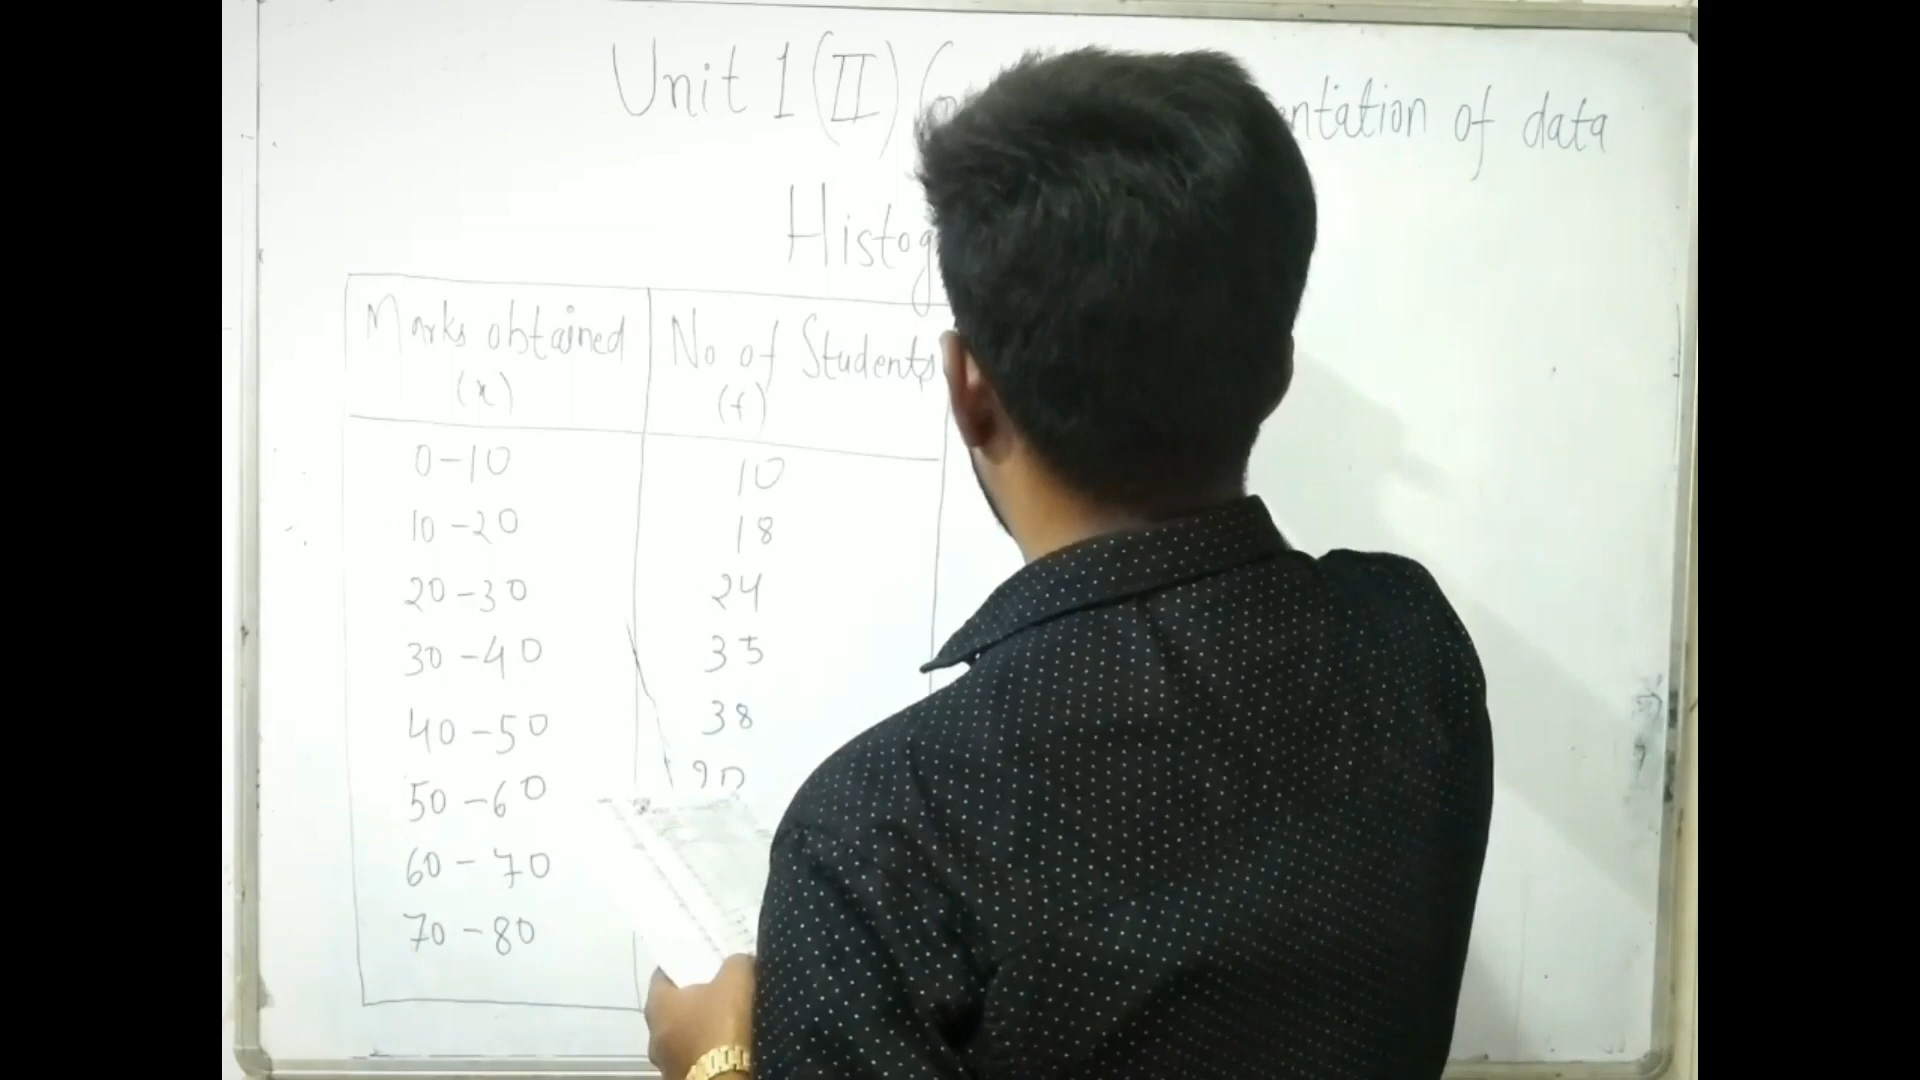 Unit 1 (II) G entation of data
Histog
Marks obtained (x) No of Students (f)
0-10 10
10-20 18
20-30 24
30-40 35
40-50 38
50-60
60-70
70-80